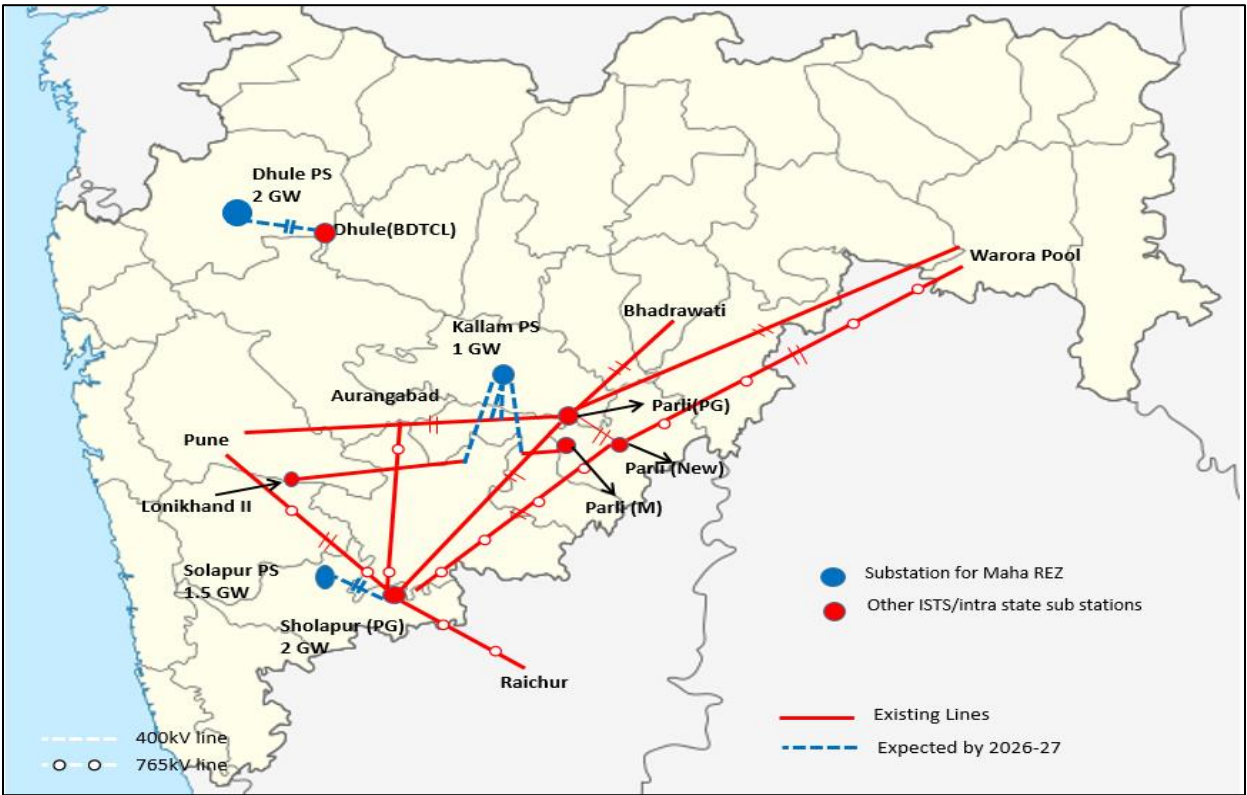 Dhule PS
2 GW
Dhule(BDTCL)
Warora Pool
Bhadrawati
Kallam PS
1 GW
Aurangabad
Parli(PG)
Pune
Parli (New)
Lonikhand II
Parli (M)
Solapur PS
1.5 GW
Substation for Maha REZ
Other ISTS/intra state sub stations
Sholapur (PG)
2 GW
Raichur
Existing Lines
Expected by 2026-27
400kV line
765kV line